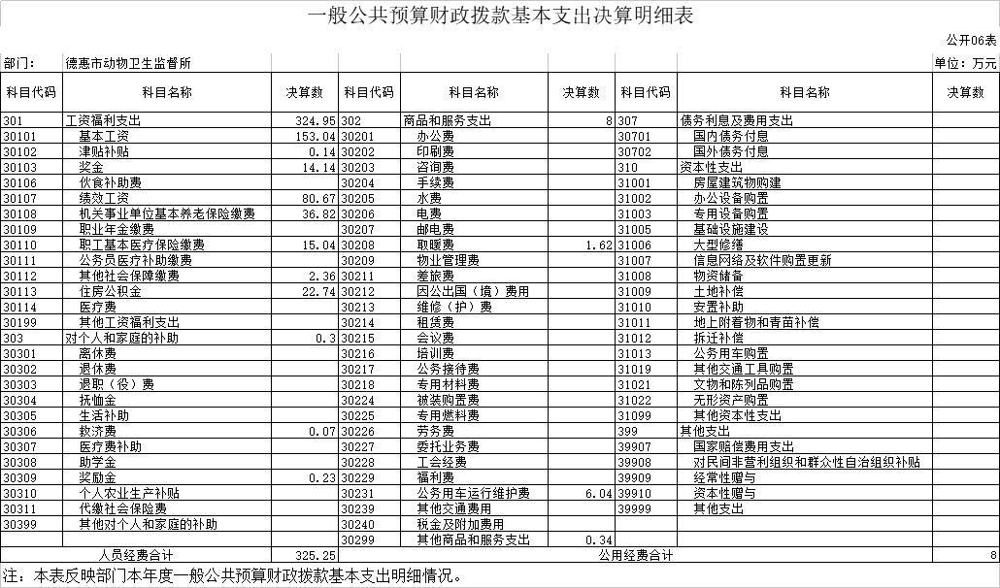 一般公共预算财政拨款基本支出决算明细表
公开06表
部门： 德惠市动物卫生监督所 单位：万元
科目代码 科目名称 决算数 科目代码 科目名称 决算数 科目代码 科目名称 决算数
301 工资福利支出 324.95 302 商品和服务支出 8 307 债务利息及费用支出
30101 基本工资 153.04 30201 办公费 30701 国内债务付息
30102 津贴补贴 0.14 30202 印刷费 30702 国外债务付息
30103 奖金 14.14 30203 咨询费 310 资本性支出
30106 伙食补助费 30204 手续费 31001 房屋建筑物购建
30107 绩效工资 80.67 30205 水费 31002 办公设备购置
30108 机关事业单位基本养老保险缴费 36.82 30206 电费 31003 专用设备购置
30109 职业年金缴费 30207 邮电费 31005 基础设施建设
30110 职工基本医疗保险缴费 15.04 30208 取暖费 1.62 31006 大型修缮
30111 公务员医疗补助缴费 30209 物业管理费 31007 信息网络及软件购置更新
30112 其他社会保障缴费 2.36 30211 差旅费 31008 物资储备
30113 住房公积金 22.74 30212 因公出国（境）费用 31009 土地补偿
30114 医疗费 30213 维修（护）费 31010 安置补助
30199 其他工资福利支出 30214 租赁费 31011 地上附着物和青苗补偿
303 对个人和家庭的补助 0.3 30215 会议费 31012 拆迁补偿
30301 离休费 30216 培训费 31013 公务用车购置
30302 退休费 30217 公务接待费 31019 其他交通工具购置
30303 退职（役）费 30218 专用材料费 31021 文物和陈列品购置
30304 抚恤金 30224 被装购置费 31022 无形资产购置
30305 生活补助 30225 专用燃料费 31099 其他资本性支出
30306 救济费 0.07 30226 劳务费 399 其他支出
30307 医疗费补助 30227 委托业务费 39907 国家赔偿费用支出
30308 助学金 30228 工会经费 39908 对民间非营利组织和群众性自治组织补贴
30309 奖励金 0.23 30229 福利费 39909 经常性赠与
30310 个人农业生产补贴 30231 公务用车运行维护费 6.04 39910 资本性赠与
30311 代缴社会保险费 30239 其他交通费用 39999 其他支出
30399 其他对个人和家庭的补助 30240 税金及附加费用
30299 其他商品和服务支出 0.34
人员经费合计 325.25 公用经费合计 8
注：本表反映部门本年度一般公共预算财政拨款基本支出明细情况。